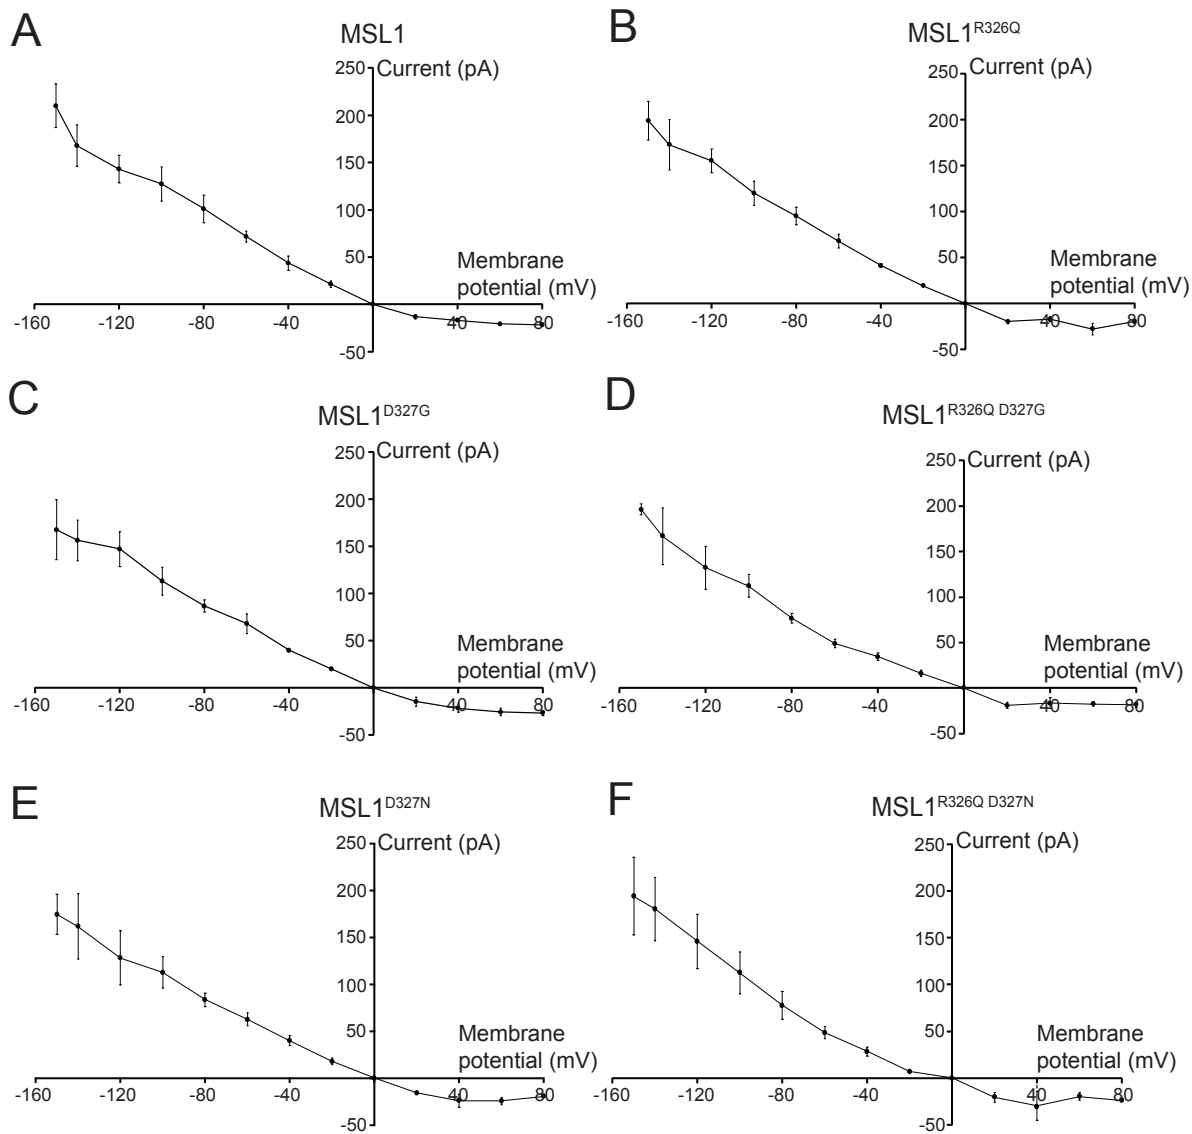 A
MSL1
250 Current (pA)
200
150
100
50
Membrane
potential (mV)
-160 -120 -80 -40 40 80
-50
B
MSL1R326Q
250 Current (pA)
200
150
100
50
Membrane
potential (mV)
-160 -120 -80 -40 40 80
-50
C
MSL1D327G
250 Current (pA)
200
150
100
50
Membrane
potential (mV)
-160 -120 -80 -40 40 80
-50
D
MSL1R326Q D327G
250 Current (pA)
200
150
100
50
Membrane
potential (mV)
-160 -120 -80 -40 40 80
-50
E
MSL1D327N
250 Current (pA)
200
150
100
50
Membrane
potential (mV)
-160 -120 -80 -40 40 80
-50
F
MSL1R326Q D327N
250 Current (pA)
200
150
100
50
Membrane
potential (mV)
-160 -120 -80 -40 40 80
-50